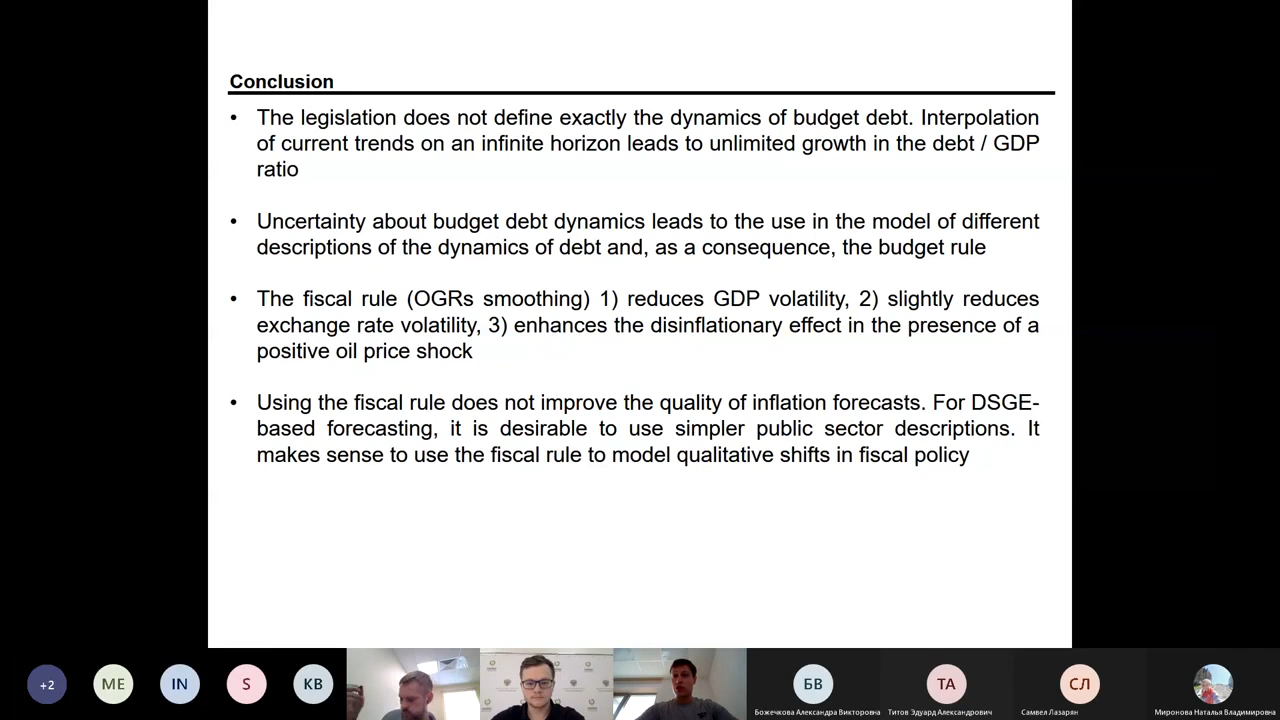 Conclusion
• The legislation does not define exactly the dynamics of budget debt. Interpolation
of current trends on an infinite horizon leads to unlimited growth in the debt / GDP
ratio
• Uncertainty about budget debt dynamics leads to the use in the model of different
descriptions of the dynamics of debt and, as a consequence, the budget rule
• The fiscal rule (OGRs smoothing) 1) reduces GDP volatility, 2) slightly reduces
exchange rate volatility, 3) enhances the disinflationary effect in the presence of a
positive oil price shock
• Using the fiscal rule does not improve the quality of inflation forecasts. For DSGE-
based forecasting, it is desirable to use simpler public sector descriptions. It
makes sense to use the fiscal rule to model qualitative shifts in fiscal policy
+2 ME IN S KB БВ ТА СЛ
Божечкова Александра Викторовна Титов Эдуард Александрович Самвел Лазарян Миронова Наталья Владимировна